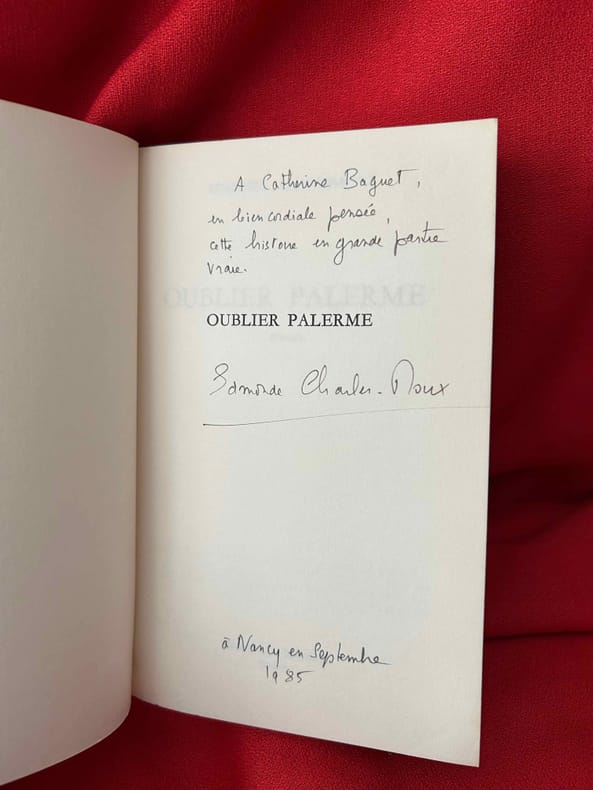 A Catherine Baguet,
en bien cordiale pensée,
cette histoire en grande partie
vraie.
OUBLIER PALERME
Edmonde Charles-Roux
à Nancy en Septembre
1985